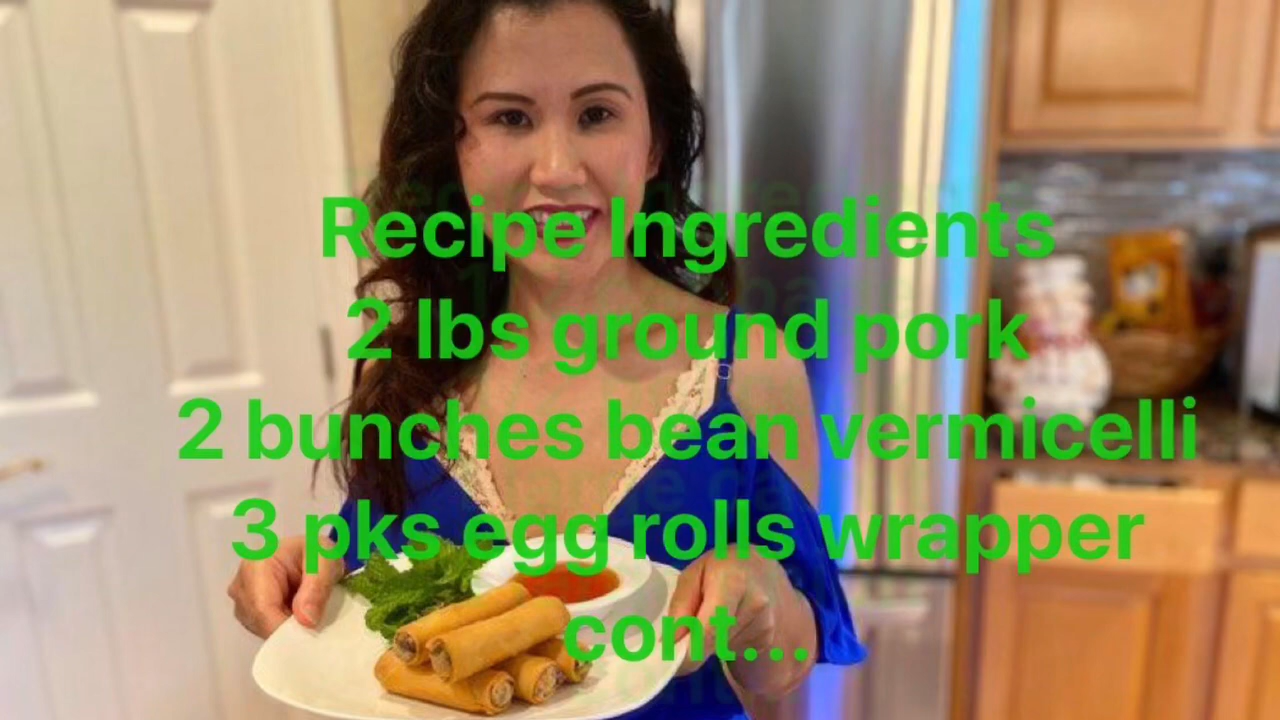 Recipe Ingredients
2 lbs ground pork
2 bunches bean vermicelli
3 pks egg rolls wrapper
cont...